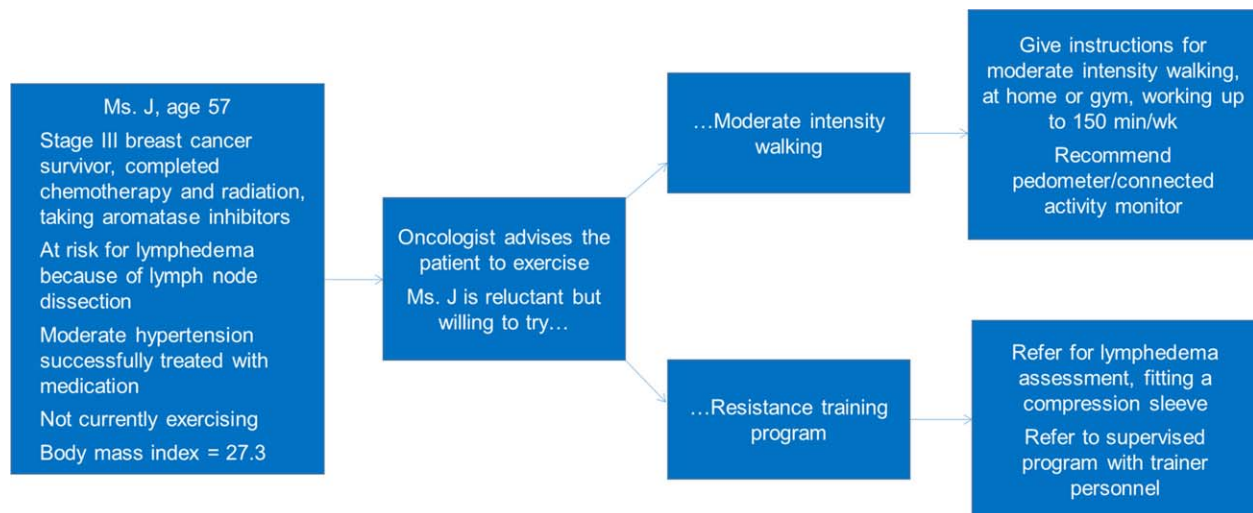 Ms. J, age 57
Stage III breast cancer
survivor, completed
chemotherapy and radiation,
taking aromatase inhibitors
At risk for lymphedema
because of lymph node
dissection
Moderate hypertension
successfully treated with
medication
Not currently exercising
Body mass index = 27.3
Oncologist advises the
patient to exercise
Ms. J is reluctant but
willing to try…
…Moderate intensity
walking
Give instructions for
moderate intensity walking,
at home or gym, working up
to 150 min/wk
Recommend
pedometer/connected
activity monitor
…Resistance training
program
Refer for lymphedema
assessment, fitting a
compression sleeve
Refer to supervised
program with trainer
personnel